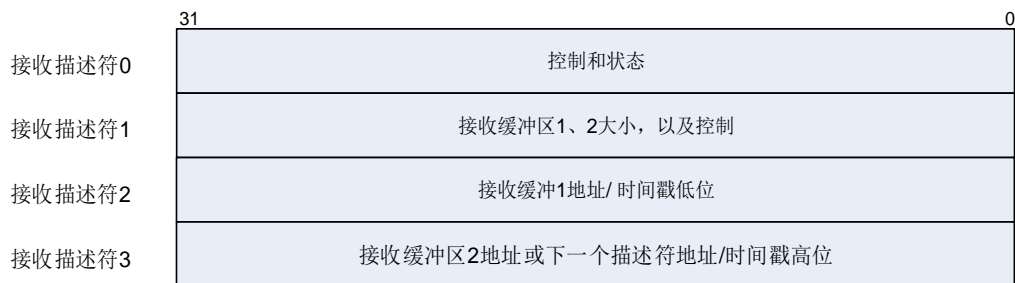 31 0
接收描述符0 控制和状态
接收描述符1 接收缓冲区1、2大小，以及控制
接收描述符2 接收缓冲1地址/ 时间戳低位
接收描述符3 接收缓冲区2地址或下一个描述符地址/时间戳高位